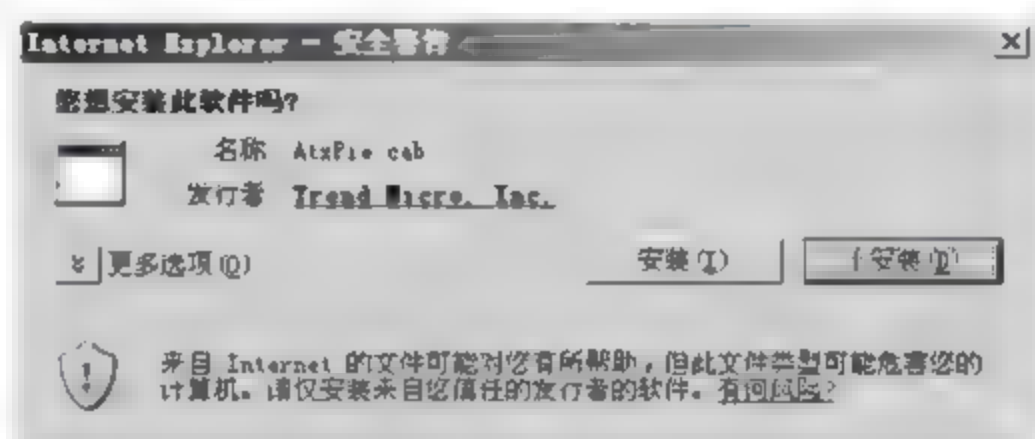 Internet Explorer - 安全警告
您想安装此软件吗?
名称 AtxPie cab
发行者 Trend Micro, Inc.
更多选项(O)
安装(I)
不安装(D)
来自 Internet 的文件可能对您有所帮助，但此文件类型可能危害您的
计算机。请仅安装来自您信任的发行者的软件。有何风险?